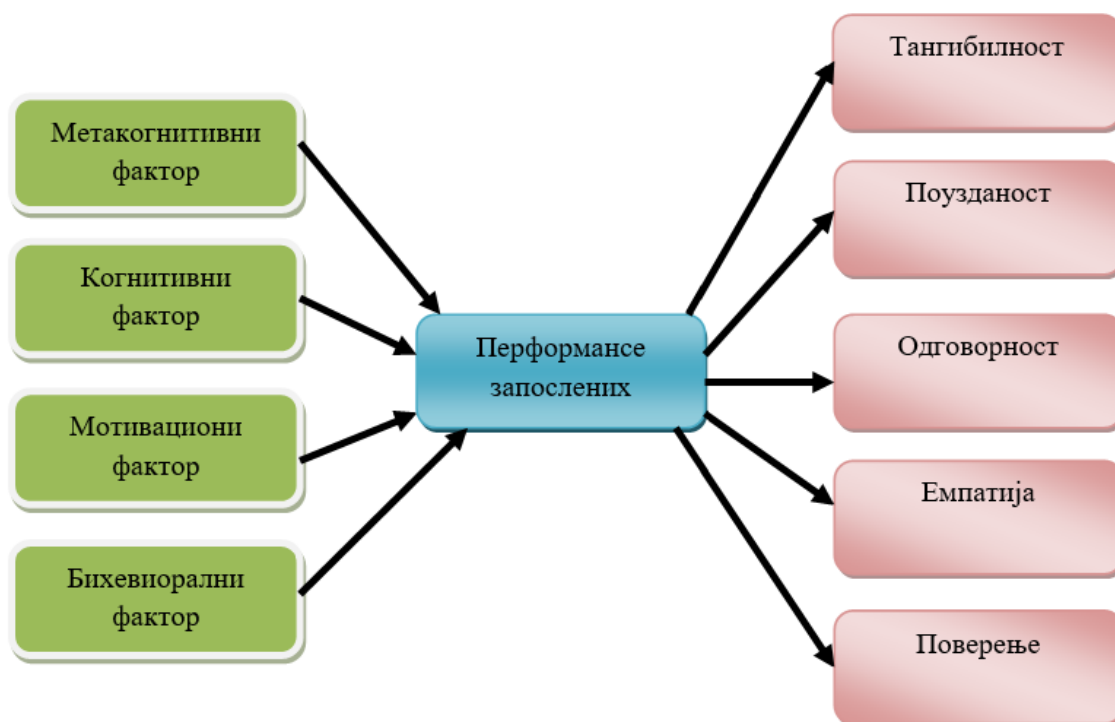 Метакогнитивни
фактор
Когнитивни
фактор
Мотивациони
фактор
Бихевиорални
фактор
Перформансе
запослених
Тангибилност
Поузданост
Одговорност
Емпатија
Поверење